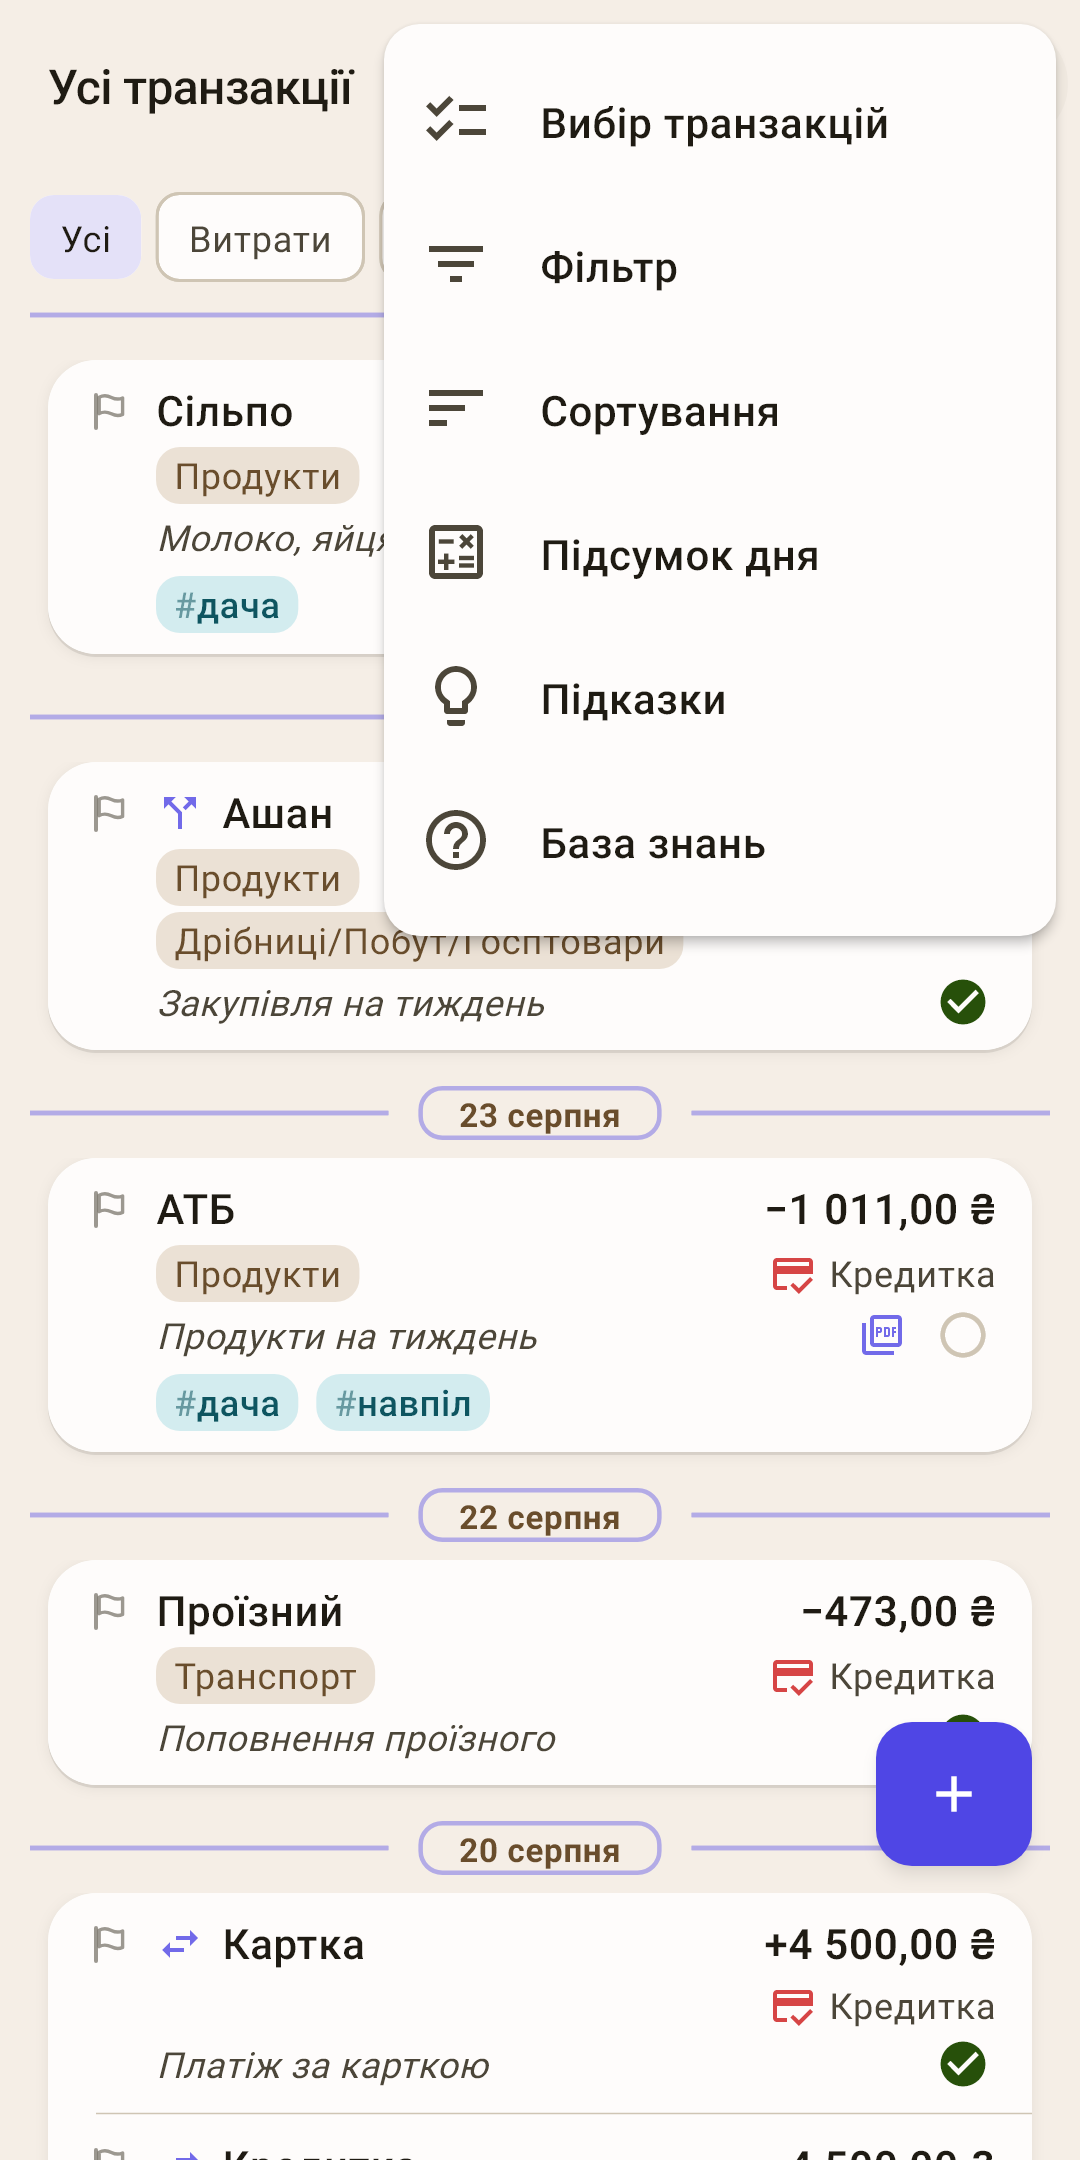 Усі транзакції
Вибір транзакцій
Фільтр
Сортування
Підсумок дня
Підказки
База знань
Усі
Витрати
Сільпо
Продукти
Молоко, яйця
#дача
Ашан
Продукти
Дрібниці/Побут/Госптовари
Закупівля на тиждень
23 серпня
АТБ
−1 011,00 ₴
Продукти
Кредитка
Продукти на тиждень
PDF
#дача #навпіл
22 серпня
Проїзний
−473,00 ₴
Транспорт
Кредитка
Поповнення проїзного
20 серпня
Картка
+4 500,00 ₴
Кредитка
Платіж за карткою